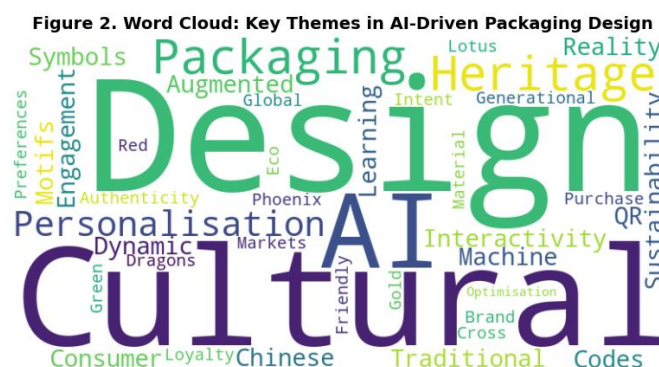 Figure 2. Word Cloud: Key Themes in AI-Driven Packaging Design
Symbols
Packaging
Lotus
Reality
Augmented
Heritage
Preferences
Motifs
Engagement
Global
Learning
Intent
Generational
Design
Red
Eco
Material
Sustainability
Authenticity
Phoenix
AI
Purchase
QR
Personalisation
Dynamic
Markets
Interactivity
Dragons
Machine
Cultural
Green
Friendly
Gold
Optimisation
Brand
Cross
Consumer
Loyalty
Chinese
Traditional
Codes